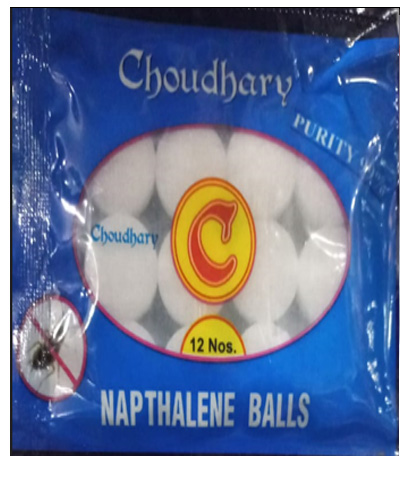 Choudhary
PURITY
Choudhary
C
12 Nos.
NAPTHALENE BALLS